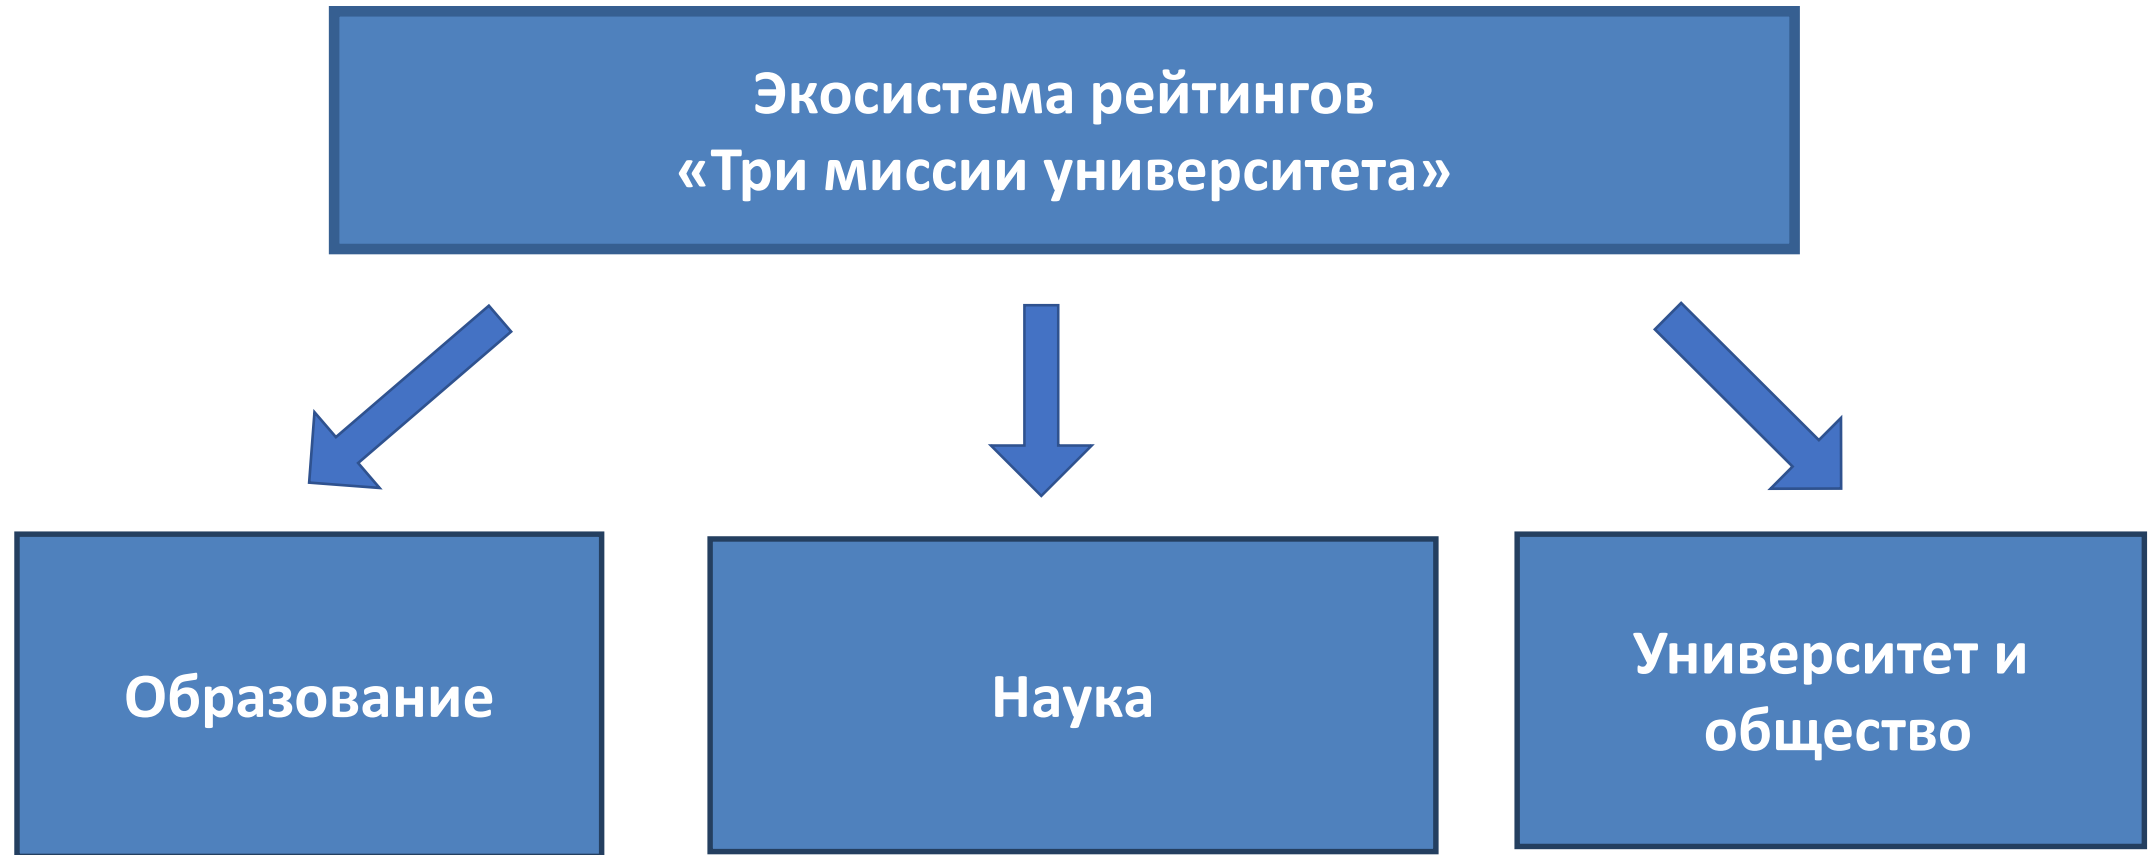 Экосистема рейтингов
«Три миссии университета»
Образование
Наука
Университет и
общество